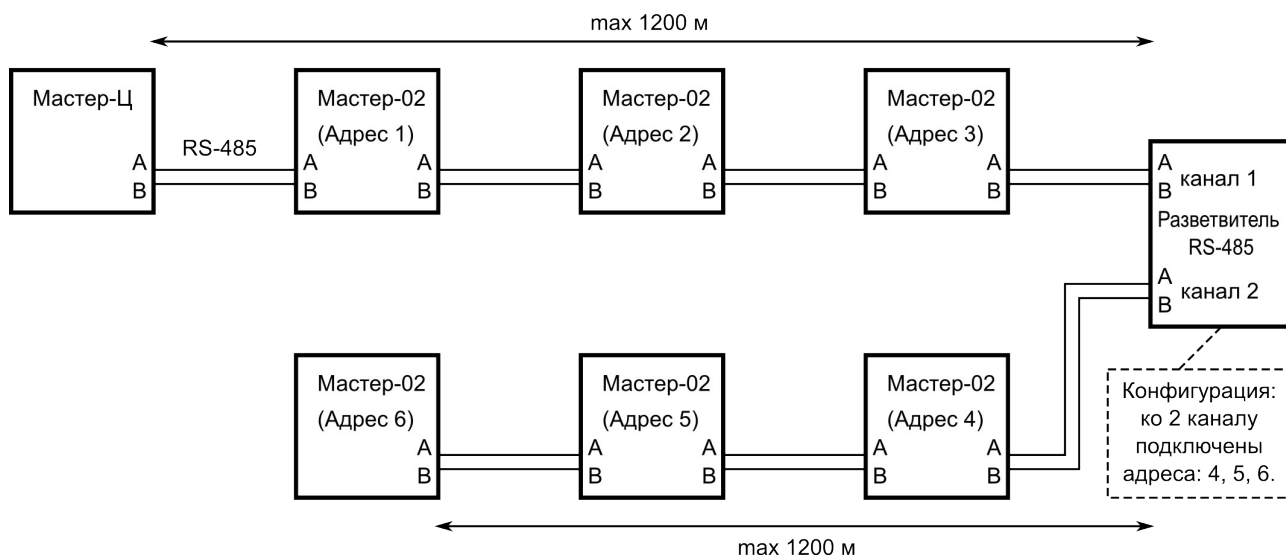 max 1200 м
Мастер-Ц
A
B
RS-485
Мастер-02
(Адрес 1)
A
B
A
B
Мастер-02
(Адрес 2)
A
B
A
B
Мастер-02
(Адрес 3)
A
B
A
B
A
B
канал 1
Разветвитель
RS-485
A
B
канал 2
Мастер-02
(Адрес 6)
A
B
Мастер-02
(Адрес 5)
A
B
A
B
Мастер-02
(Адрес 4)
A
B
A
B
Конфигурация:
ко 2 каналу
подключены
адреса: 4, 5, 6.
max 1200 м